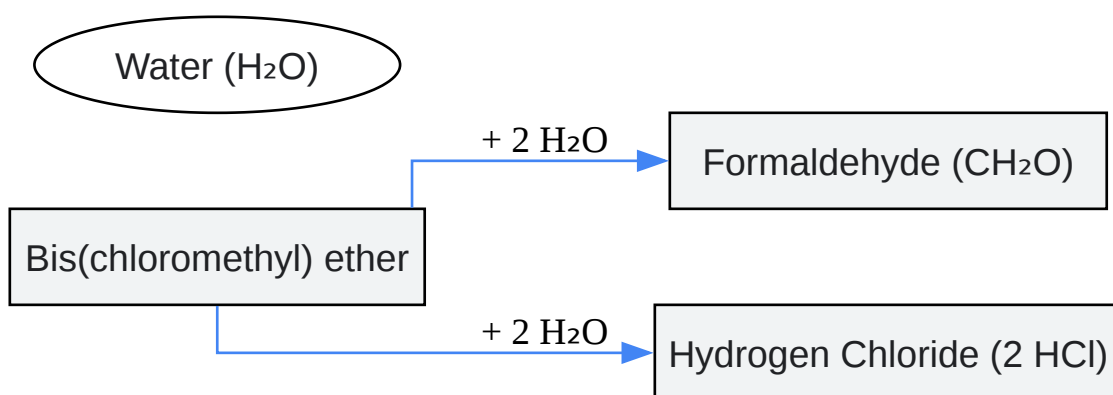 Water (H₂O)
+ 2 H₂O
Formaldehyde (CH₂O)
Bis(chloromethyl) ether
+ 2 H₂O
Hydrogen Chloride (2 HCl)